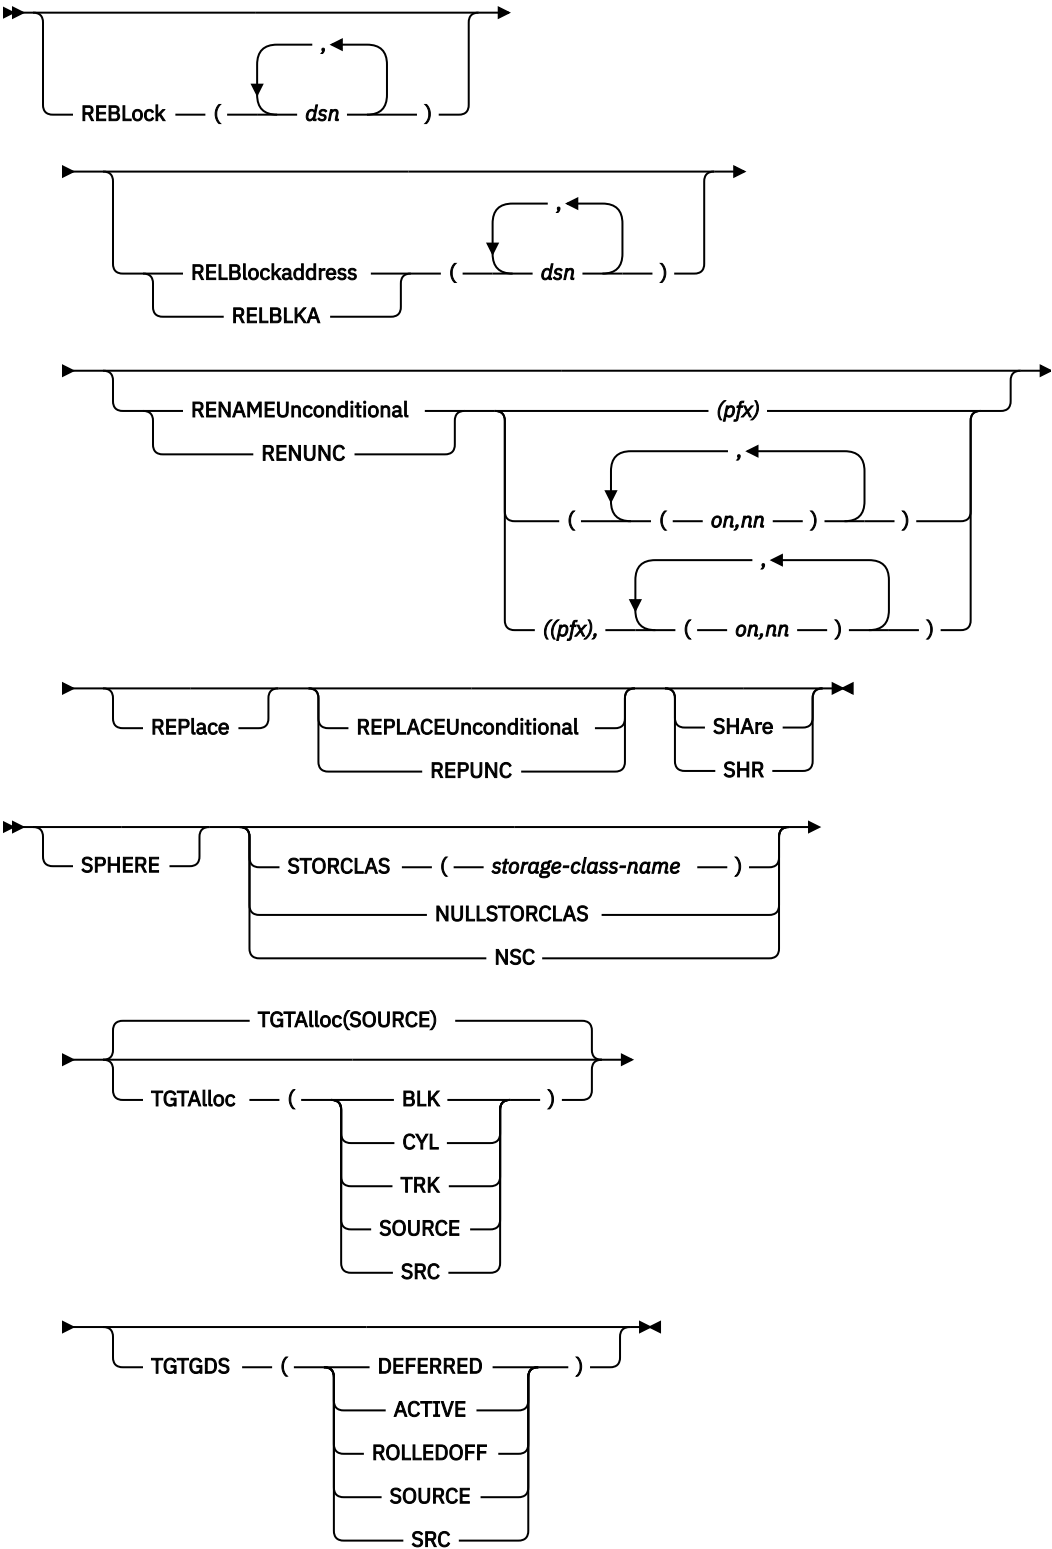 ,
REBLock ( dsn )
,
RELBlockaddress ( dsn )
RELBLKA
RENAMEUnconditional (pfx)
RENUNC
,
( ( on,nn ) )
,
((pfx), ( on,nn ) )
REPlace REPLACEUnconditional SHAre
REPUNC SHR
SPHERE STORCLAS ( storage-class-name )
NULLSTORCLAS
NSC
TGTAlloc(SOURCE)
TGTAlloc ( BLK )
CYL
TRK
SOURCE
SRC
TGTGDS ( DEFERRED )
ACTIVE
ROLLEDOFF
SOURCE
SRC